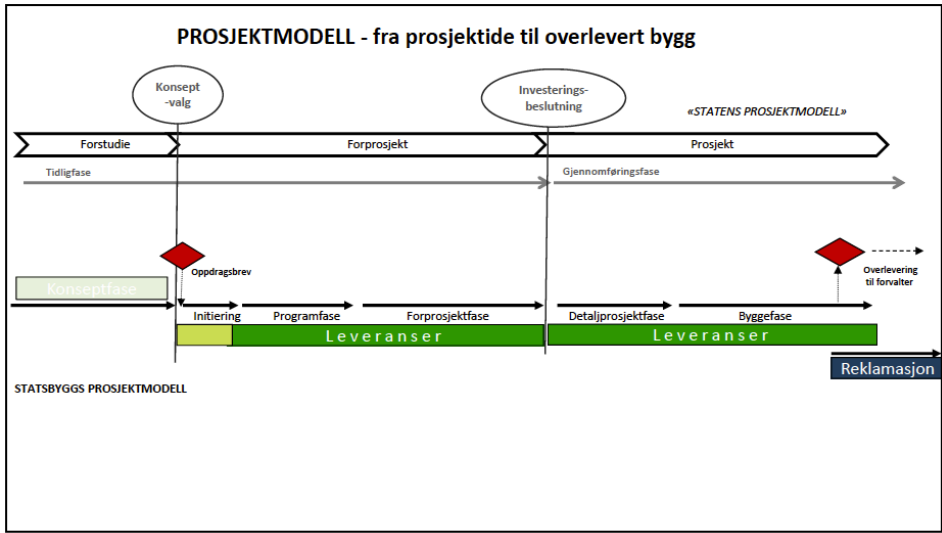 PROSJEKTMODELL - fra prosjektide til overlevert bygg
Konsept
-valg
Investerings-
beslutning
«STATENS PROSJEKTMODELL»
Forstudie
Forprosjekt
Prosjekt
Tidligfase
Gjennomføringsfase
Oppdragsbrev
Overlevering
til forvalter
Konseptfase
Initiering
Programfase
Forprosjektfase
Detaljprosjektfase
Byggefase
Leveranser
Leveranser
Reklamasjon
STATSBYGGS PROSJEKTMODELL